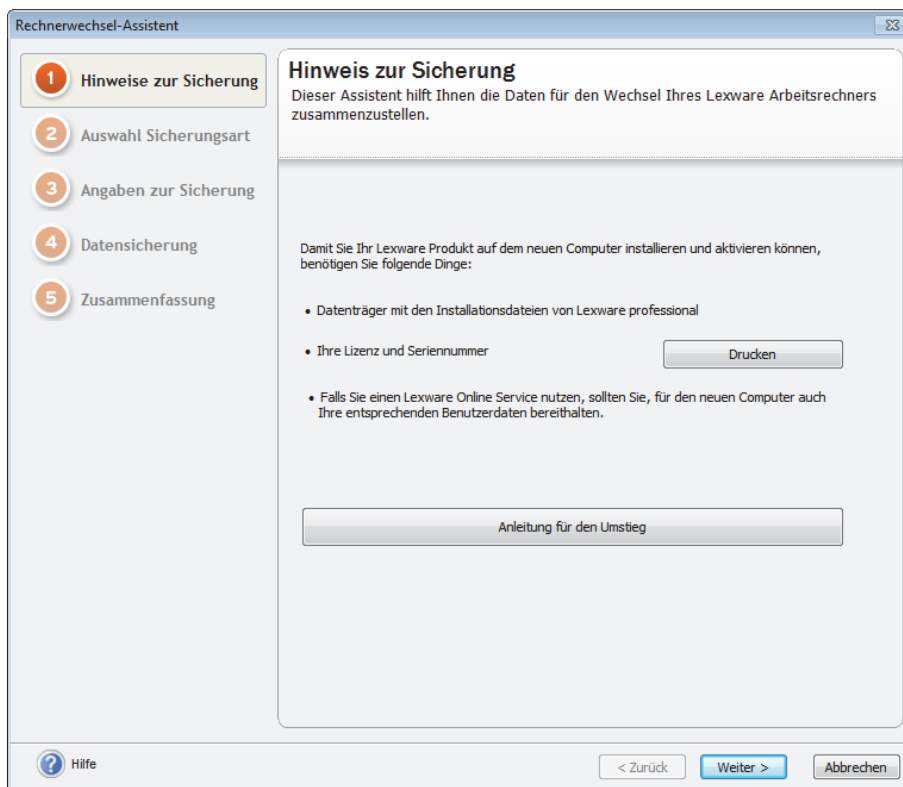 Rechnerwechsel-Assistent
1 Hinweise zur Sicherung
2 Auswahl Sicherungsart
3 Angaben zur Sicherung
4 Datensicherung
5 Zusammenfassung
Hinweis zur Sicherung
Dieser Assistent hilft Ihnen die Daten für den Wechsel Ihres Lexware Arbeitsrechners
zusammenzustellen.
Damit Sie Ihr Lexware Produkt auf dem neuen Computer installieren und aktivieren können,
benötigen Sie folgende Dinge:
• Datenträger mit den Installationsdateien von Lexware professional
• Ihre Lizenz und Seriennummer
Drucken
• Falls Sie einen Lexware Online Service nutzen, sollten Sie, für den neuen Computer auch
Ihre entsprechenden Benutzerdaten bereithalten.
Anleitung für den Umstieg
? Hilfe
< Zurück
Weiter >
Abbrechen